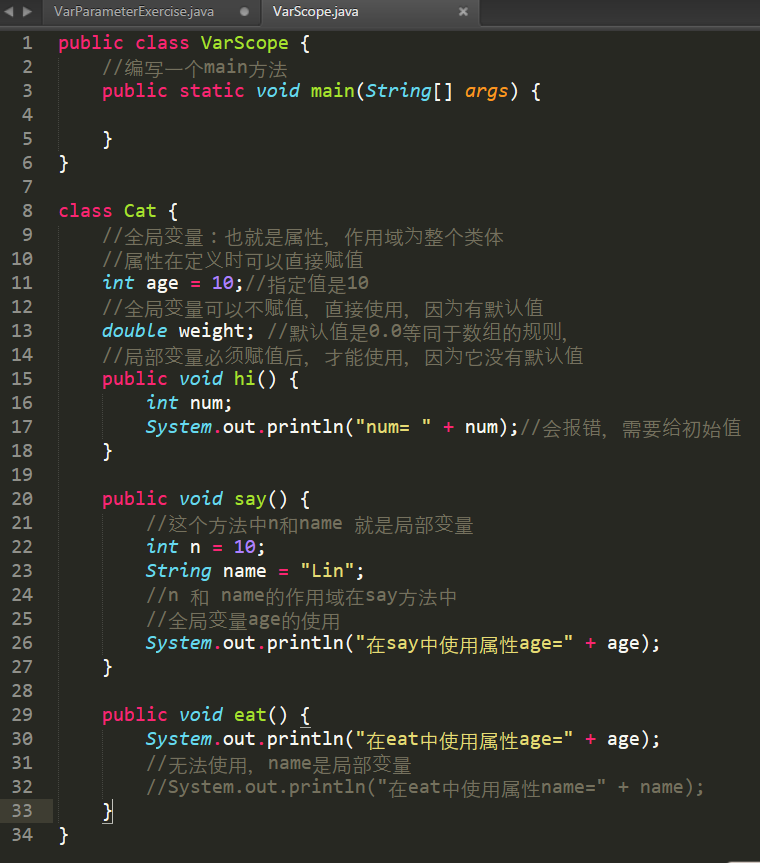 VarParameterExercise.java
VarScope.java
1 public class VarScope {
2 //编写一个main方法
3 public static void main(String[] args) {
4
5 }
6 }
7
8 class Cat {
9 //全局变量：也就是属性，作用域为整个类体
10 //属性在定义时可以直接赋值
11 int age = 10;//指定值是10
12 //全局变量可以不赋值，直接使用，因为有默认值
13 double weight; //默认值是0.0等同于数组的规则，
14 //局部变量必须赋值后，才能使用，因为它没有默认值
15 public void hi() {
16 int num;
17 System.out.println("num= " + num);//会报错，需要给初始值
18 }
19
20 public void say() {
21 //这个方法中n和name 就是局部变量
22 int n = 10;
23 String name = "Lin";
24 //n 和 name的作用域在say方法中
25 //全局变量age的使用
26 System.out.println("在say中使用属性age=" + age);
27 }
28
29 public void eat() {
30 System.out.println("在eat中使用属性age=" + age);
31 //无法使用，name是局部变量
32 //System.out.println("在eat中使用属性name=" + name);
33 }
34 }